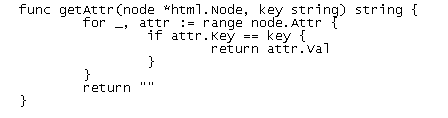 func getAttr(node *html.Node, key string) string {
        for _, attr := range node.Attr {
                if attr.Key == key {
                        return attr.Val
                }
        }
        return ""
}